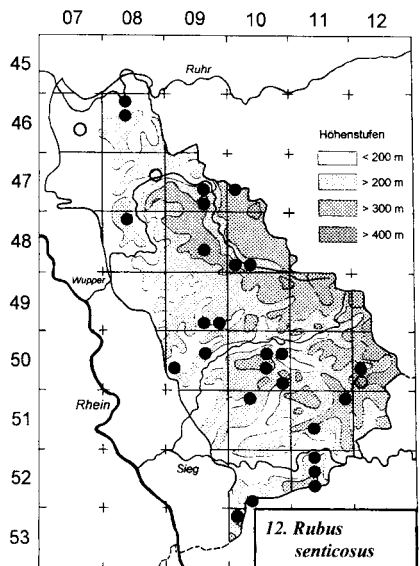 07 08 09 10 11 12
45
46
47
48
49
50
51
52
53
Ruhr
Höhenstufen
< 200 m
> 200 m
> 300 m
> 400 m
Wupper
Rhein
Sieg
12. Rubus
senticosus